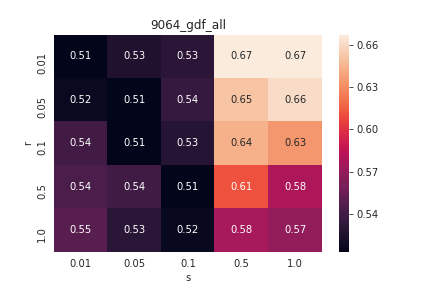 9064_gdf_all
0.01 0.51 0.53 0.53 0.67 0.67
0.05 0.52 0.51 0.54 0.65 0.66
0.1 0.54 0.51 0.53 0.64 0.63
0.5 0.54 0.54 0.51 0.61 0.58
1.0 0.55 0.53 0.52 0.58 0.57
r
0.01 0.05 0.1 0.5 1.0
s
0.66
0.63
0.60
0.57
0.54